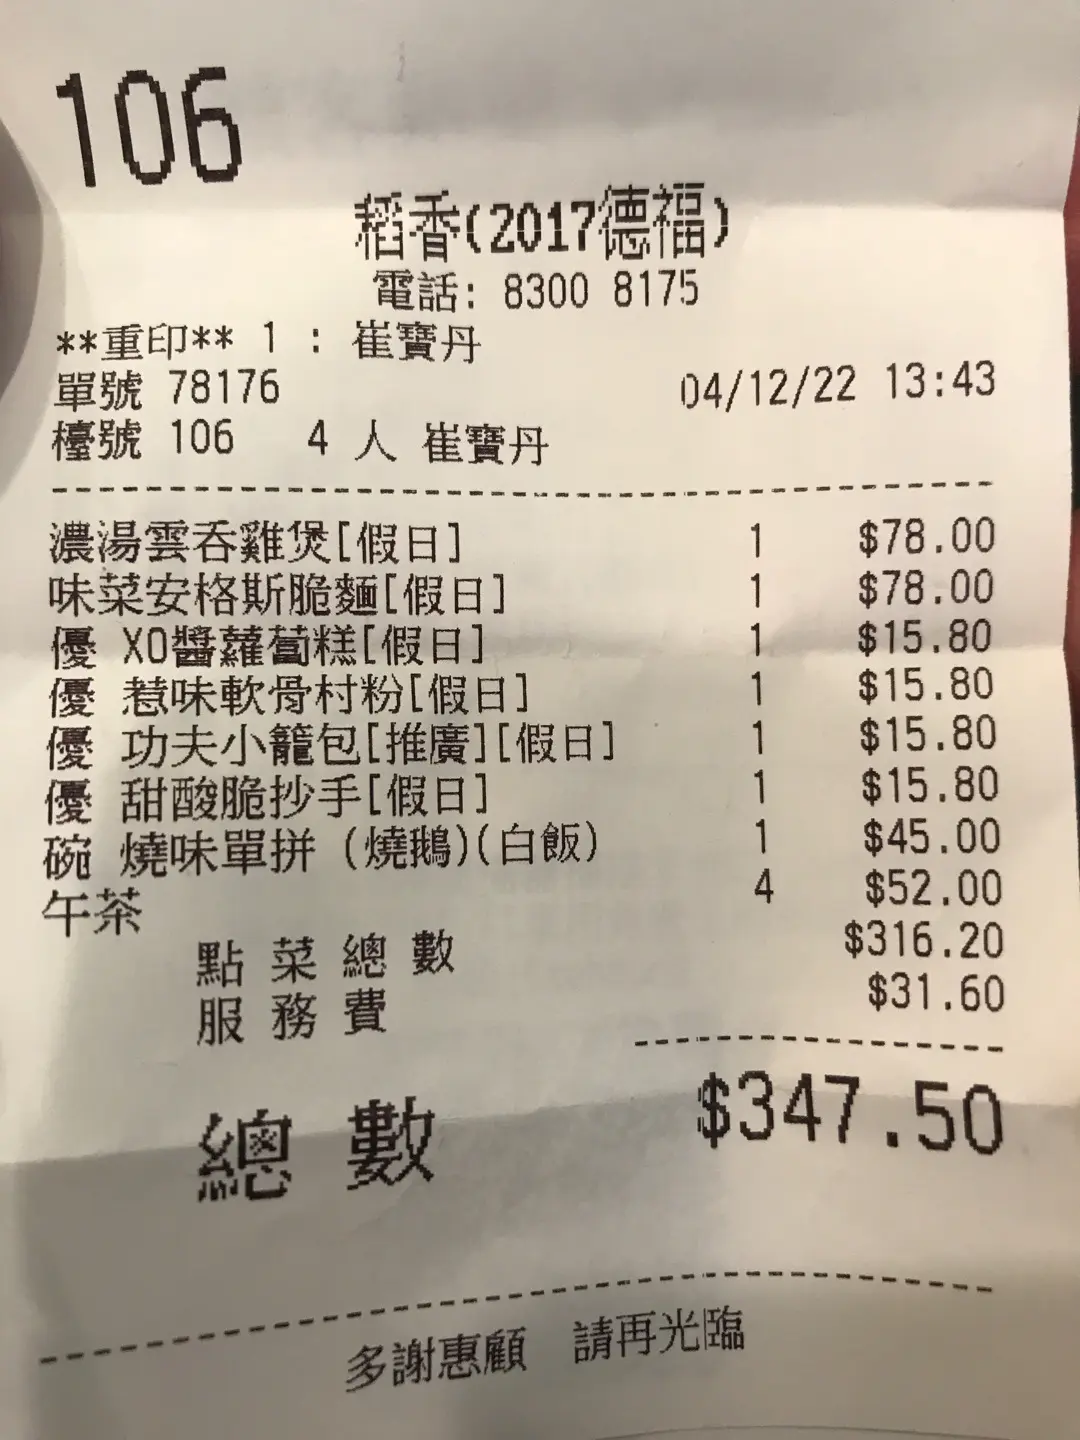 106
稻香(2017德福)
電話: 8300 8175
**重印** 1 : 崔寶丹
單號 78176 04/12/22 13:43
檯號 106 4 人 崔寶丹
濃湯雲吞雞煲[假日] 1 $78.00
味菜安格斯脆麵[假日] 1 $78.00
優 XO醬蘿蔔糕[假日] 1 $15.80
優 惹味軟骨村粉[假日] 1 $15.80
優 功夫小籠包[推廣][假日] 1 $15.80
優 甜酸脆抄手[假日] 1 $15.80
碗 燒味單拼 (燒鵝)(白飯) 1 $45.00
午茶 4 $52.00
點菜總數 $316.20
服務費 $31.60
總數 $347.50
多謝惠顧 請再光臨